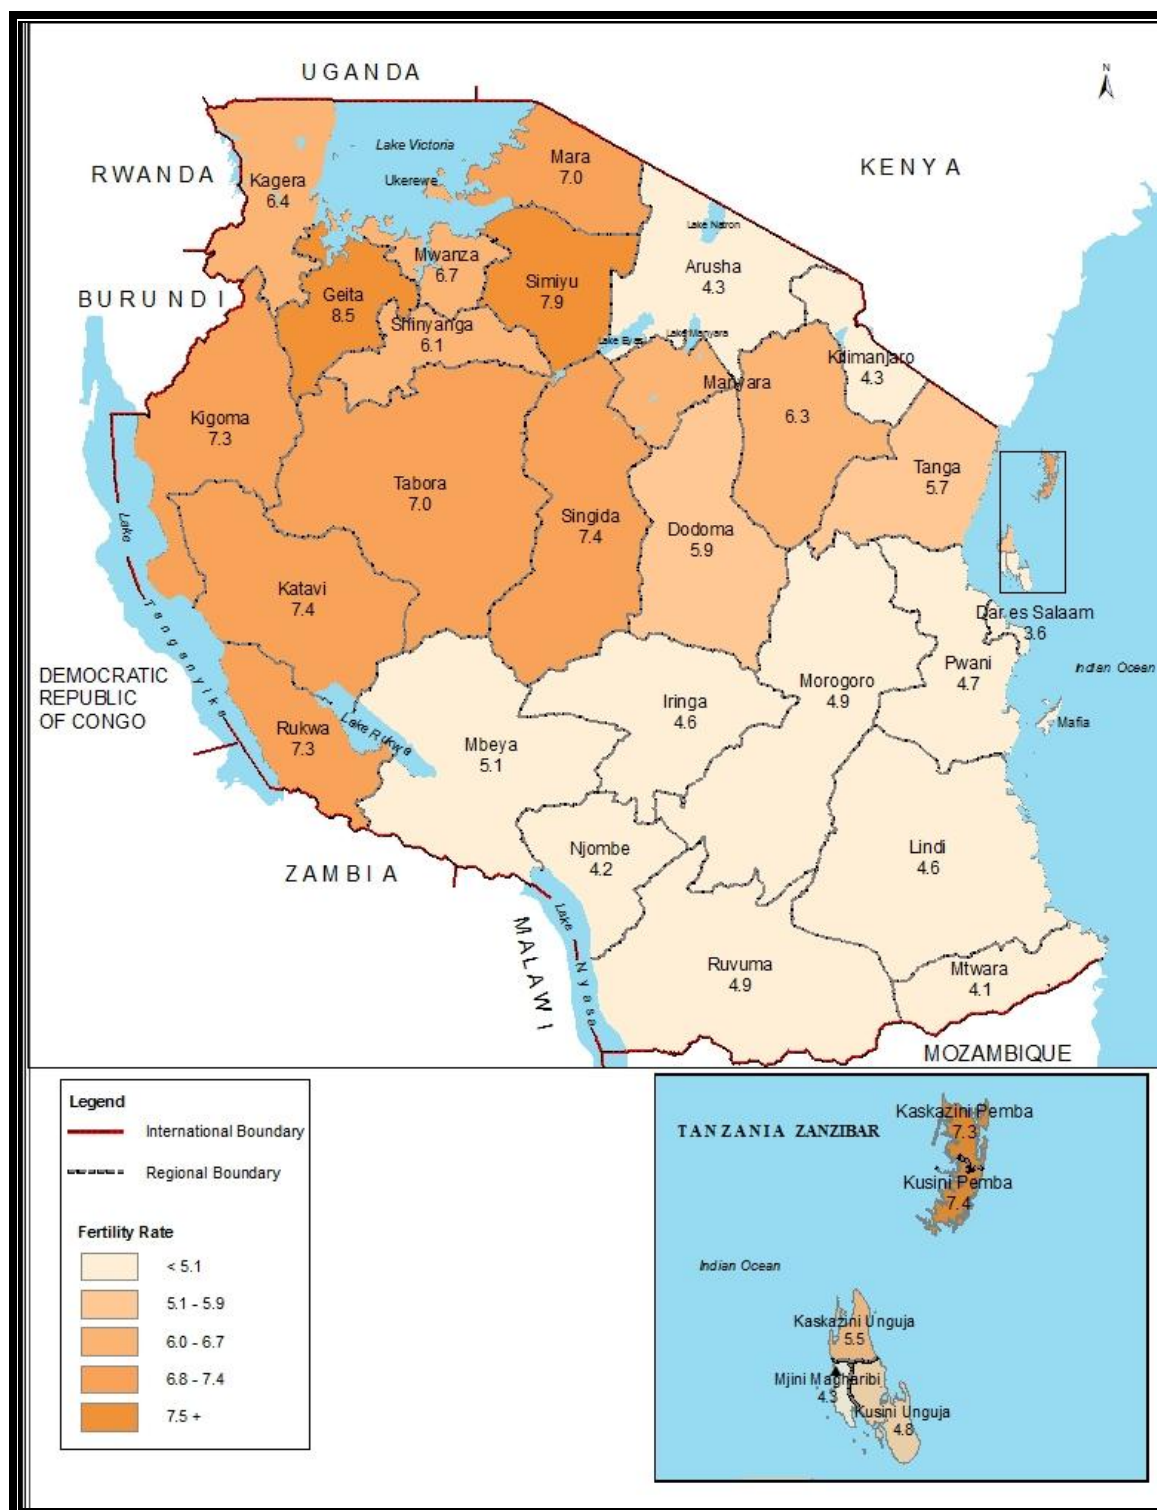 UGANDA
N
Lake Victoria
Mara
7.0
KENYA
RWANDA
Kagera
6.4
Ukerewe
Lake Natron
Mwanza
6.7
Arusha
4.3
Simiyu
7.9
BURUNDI
Geita
8.5
Shinyanga
6.1
Lake Eyasi
Lake Manyara
Kilimanjaro
4.3
Manyara
6.3
Kigoma
7.3
Tabora
7.0
Singida
7.4
Dodoma
5.9
Tanga
5.7
Katavi
7.4
Lake Tanganyika
Dar es Salaam
3.6
Pwani
4.7
Indian Ocean
DEMOCRATIC
REPUBLIC
OF CONGO
Rukwa
7.3
Lake Rukwa
Mbeya
5.1
Iringa
4.6
Morogoro
4.9
Mafia
Njombe
4.2
Lindi
4.6
ZAMBIA
MALAWI
Lake Nyasa
Ruvuma
4.9
Mtwara
4.1
MOZAMBIQUE
Legend
International Boundary
Regional Boundary
Fertility Rate
< 5.1
5.1 - 5.9
6.0 - 6.7
6.8 - 7.4
7.5 +
TANZANIA ZANZIBAR
Kaskazini Pemba
7.3
Kusini Pemba
7.4
Indian Ocean
Kaskazini Unguja
5.5
Mjini Magharibi
4.3
Kusini Unguja
4.8